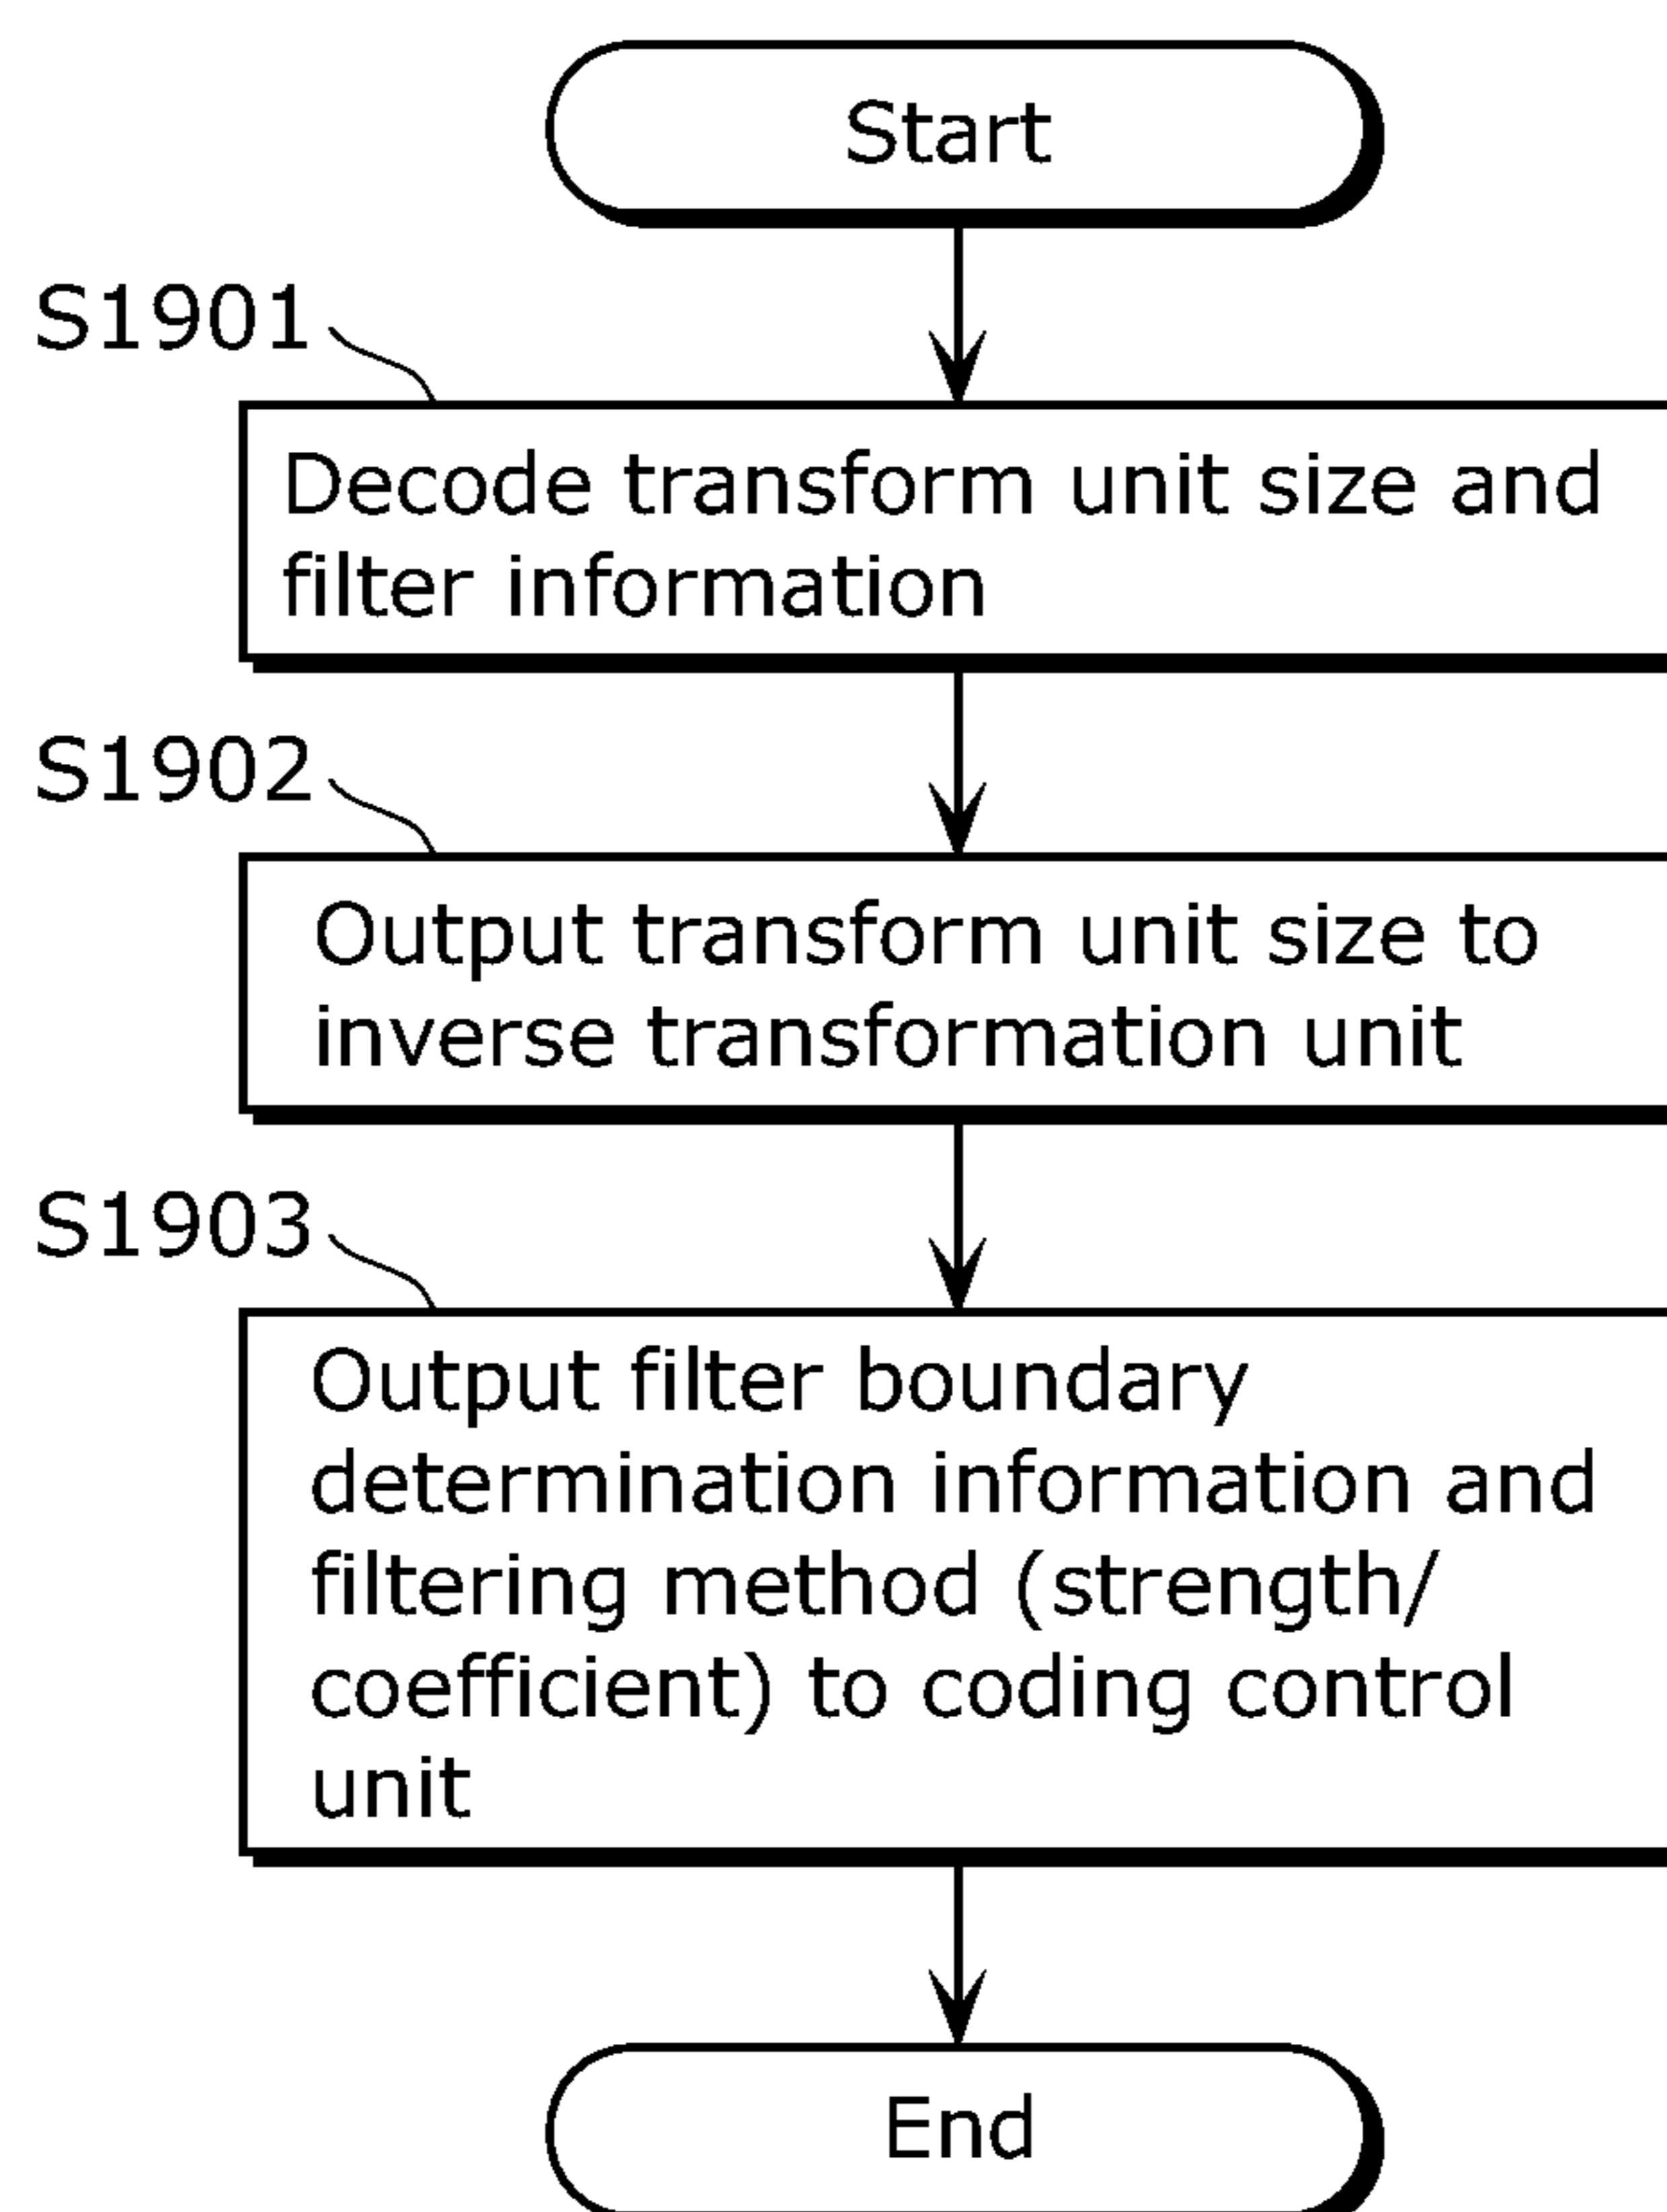 Start
S1901
Decode transform unit size and
filter information
S1902
Output transform unit size to
inverse transformation unit
S1903
Output filter boundary
determination information and
filtering method (strength/
coefficient) to coding control
unit
End